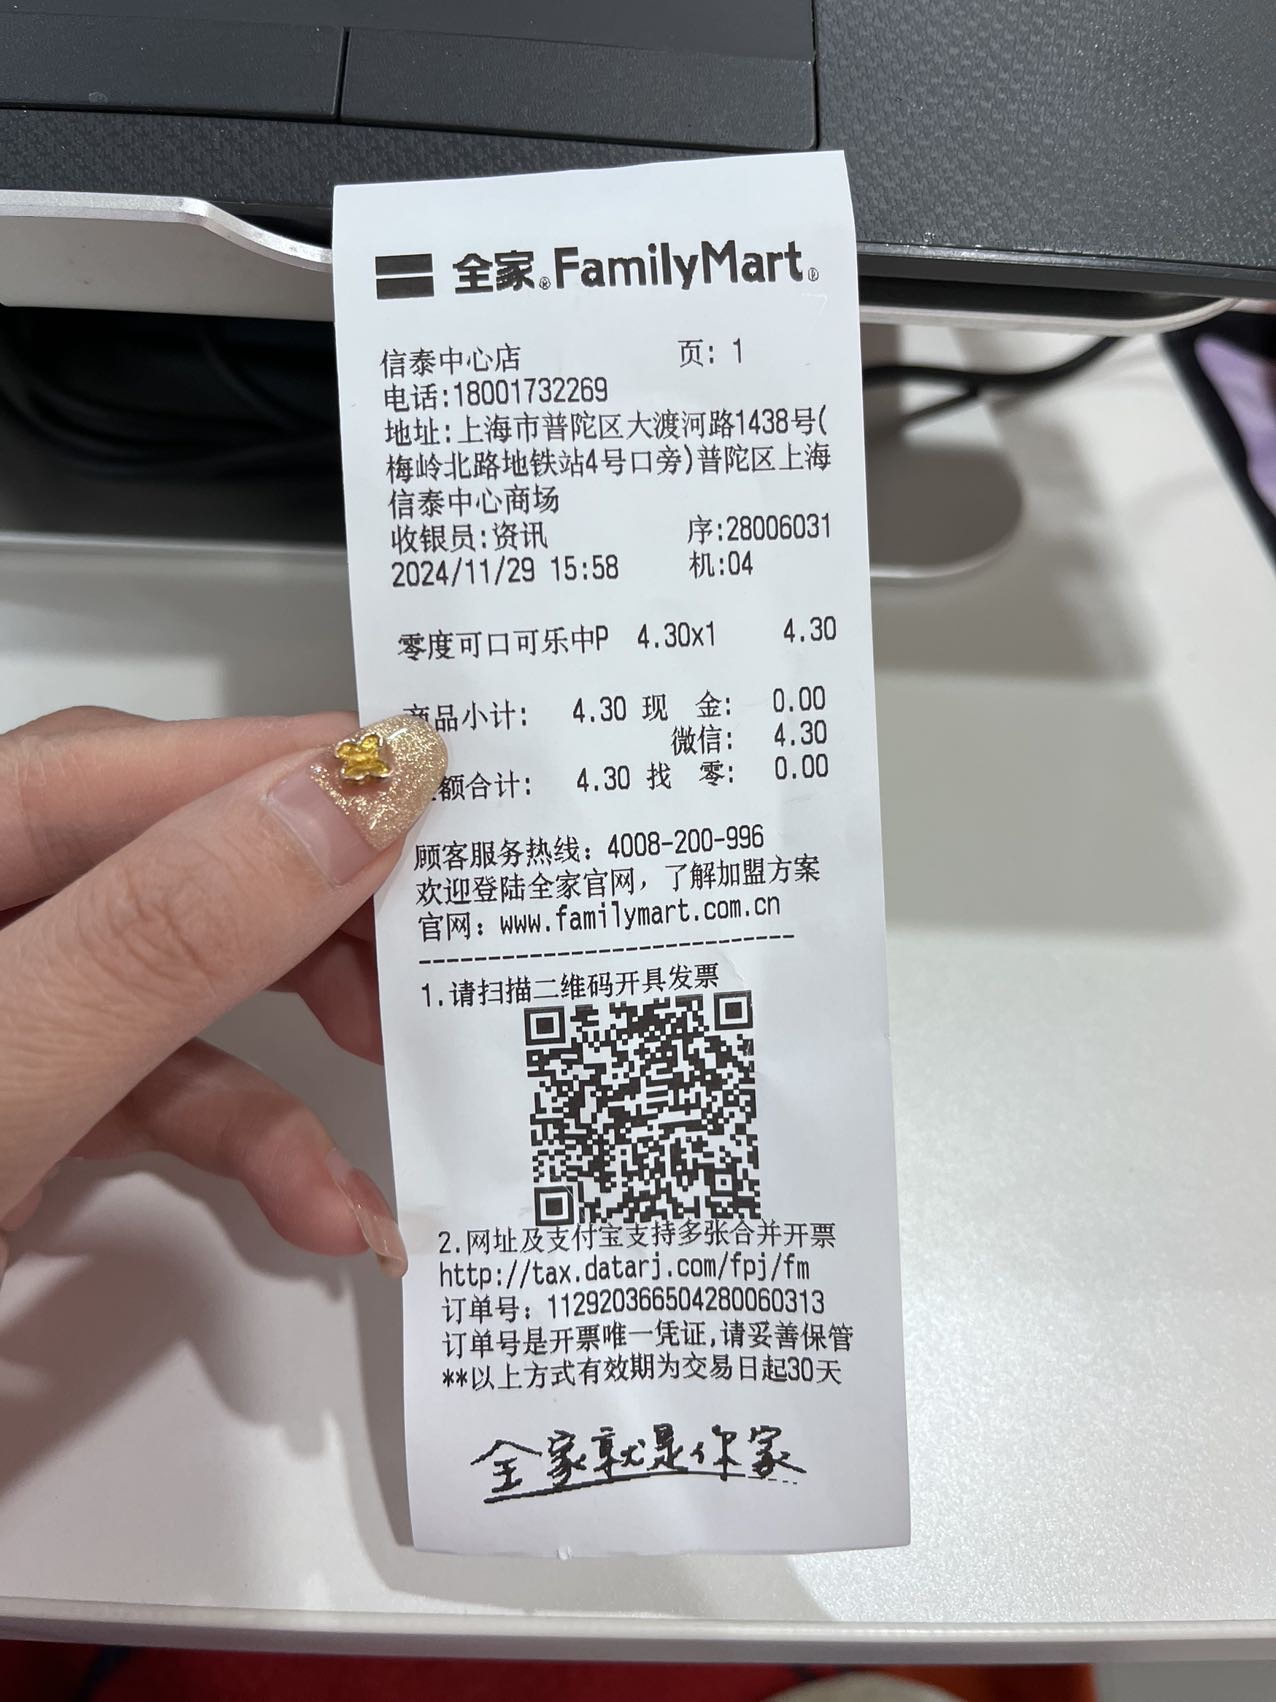 全家®FamilyMart®
信泰中心店 页: 1
电话:18001732269
地址:上海市普陀区大渡河路1438号(
梅岭北路地铁站4号口旁)普陀区上海
信泰中心商场
收银员:资讯 序:28006031
2024/11/29 15:58 机:04
零度可口可乐中P 4.30x1 4.30
商品小计: 4.30 现 金: 0.00
微信: 4.30
额合计: 4.30 找 零: 0.00
顾客服务热线: 4008-200-996
欢迎登陆全家官网，了解加盟方案
官网: www.familymart.com.cn
1.请扫描二维码开具发票
2.网址及支付宝支持多张合并开票
http://tax.datarj.com/fpj/fm
订单号: 112920366504280060313
订单号是开票唯一凭证,请妥善保管
**以上方式有效期为交易日起30天
全家就是你家